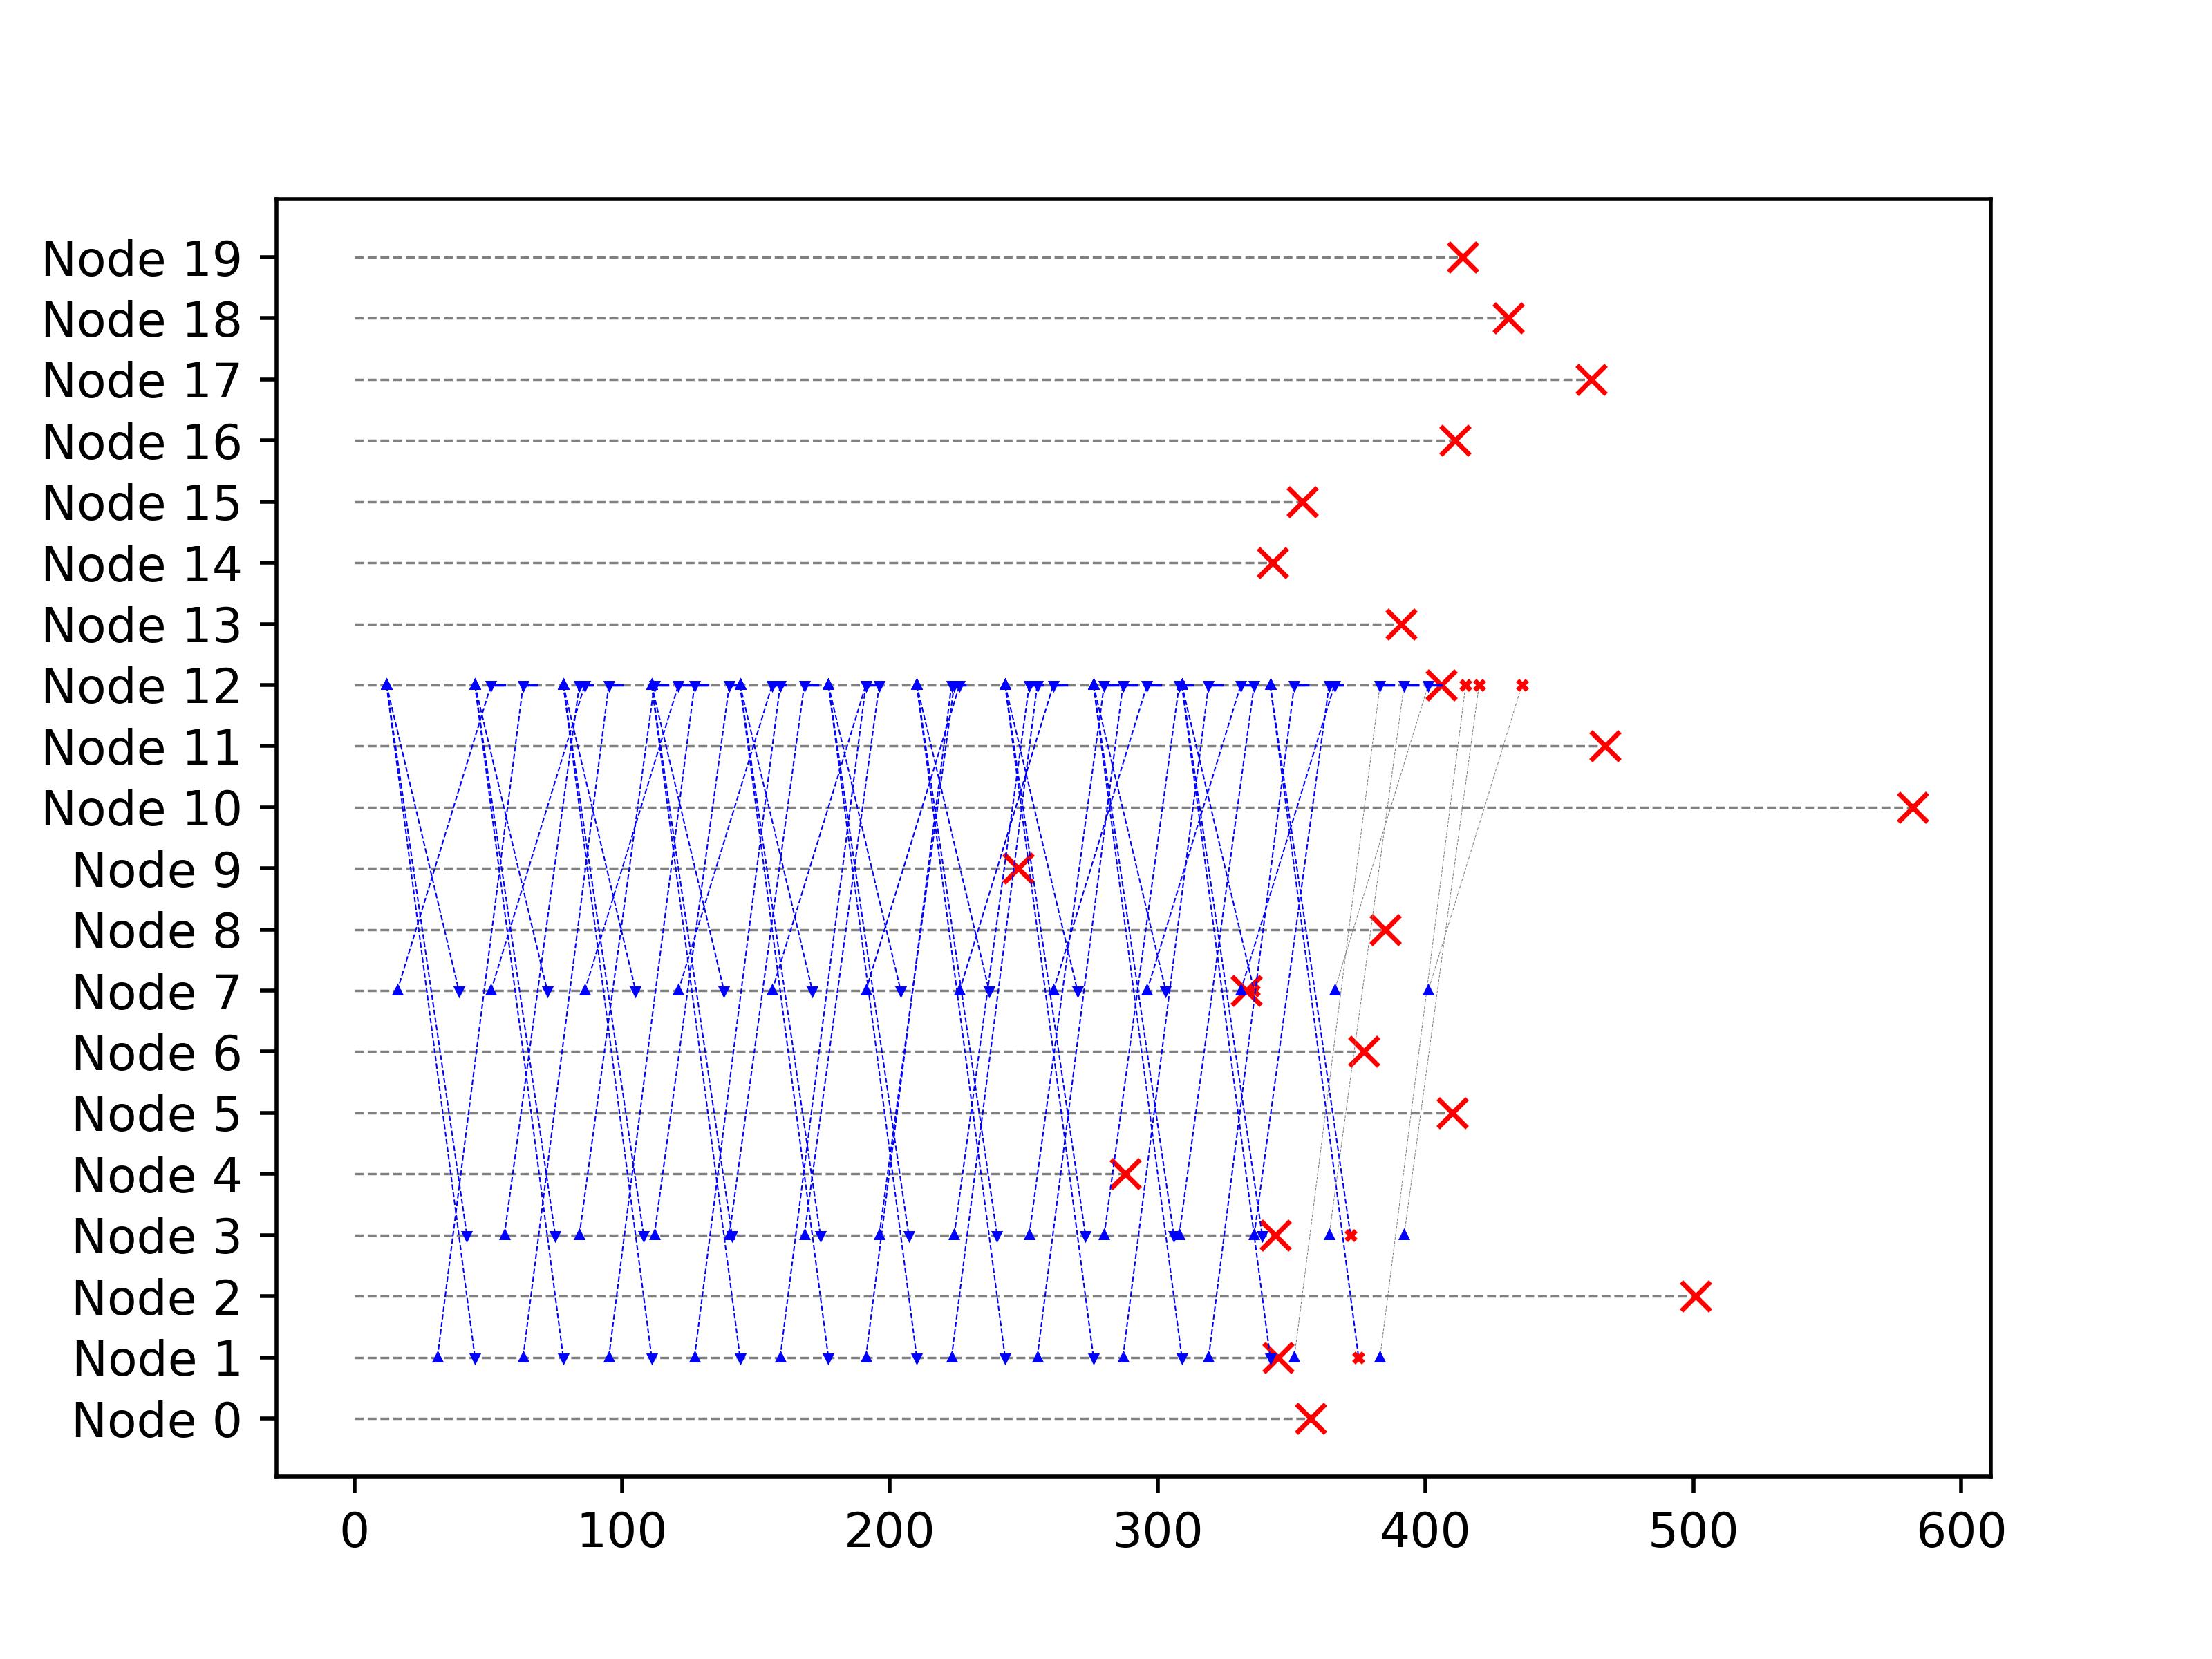 Node 19
Node 18
Node 17
Node 16
Node 15
Node 14
Node 13
Node 12
Node 11
Node 10
Node 9
Node 8
Node 7
Node 6
Node 5
Node 4
Node 3
Node 2
Node 1
Node 0
0 100 200 300 400 500 600